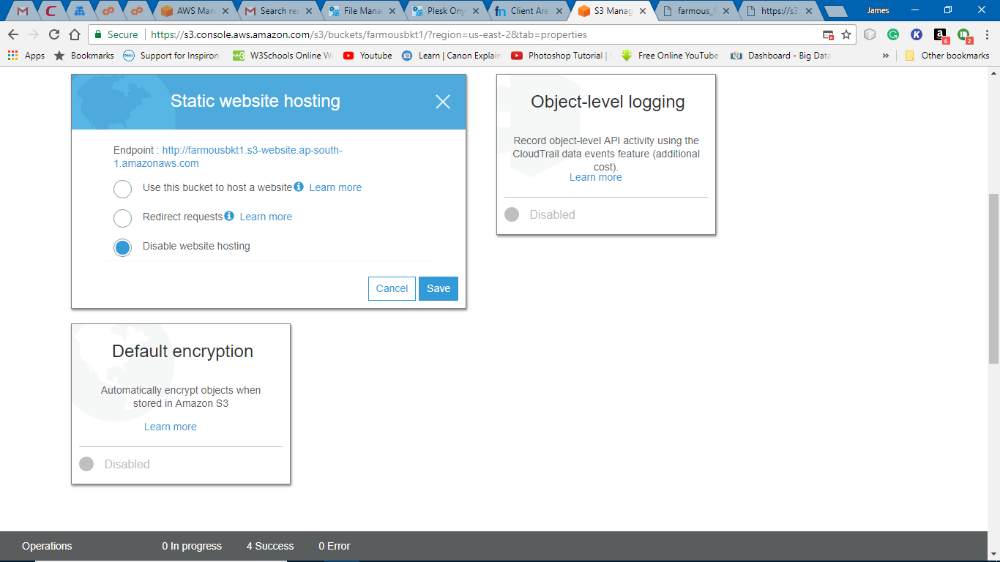 AWS Man
Search res
File Mana
Plesk Ony
Client Are
S3 Manag
farmous_f
https://s3
James
Secure
https://s3.console.aws.amazon.com/s3/buckets/farmousbkt1/?region=us-east-2&tab=properties
6
2
Apps
Bookmarks
Support for Inspiron
W3Schools Online W
Youtube
Learn | Canon Explain
Photoshop Tutorial |
Free Online YouTube
Dashboard - Big Data
»
Other bookmarks
Static website hosting
Endpoint : http://farmousbkt1.s3-website.ap-south-
1.amazonaws.com
Use this bucket to host a website Learn more
Redirect requests Learn more
Disable website hosting
Cancel
Save
Object-level logging
Record object-level API activity using the
CloudTrail data events feature (additional
cost).
Learn more
Disabled
Default encryption
Automatically encrypt objects when
stored in Amazon S3
Learn more
Disabled
Operations
0 In progress
4 Success
0 Error